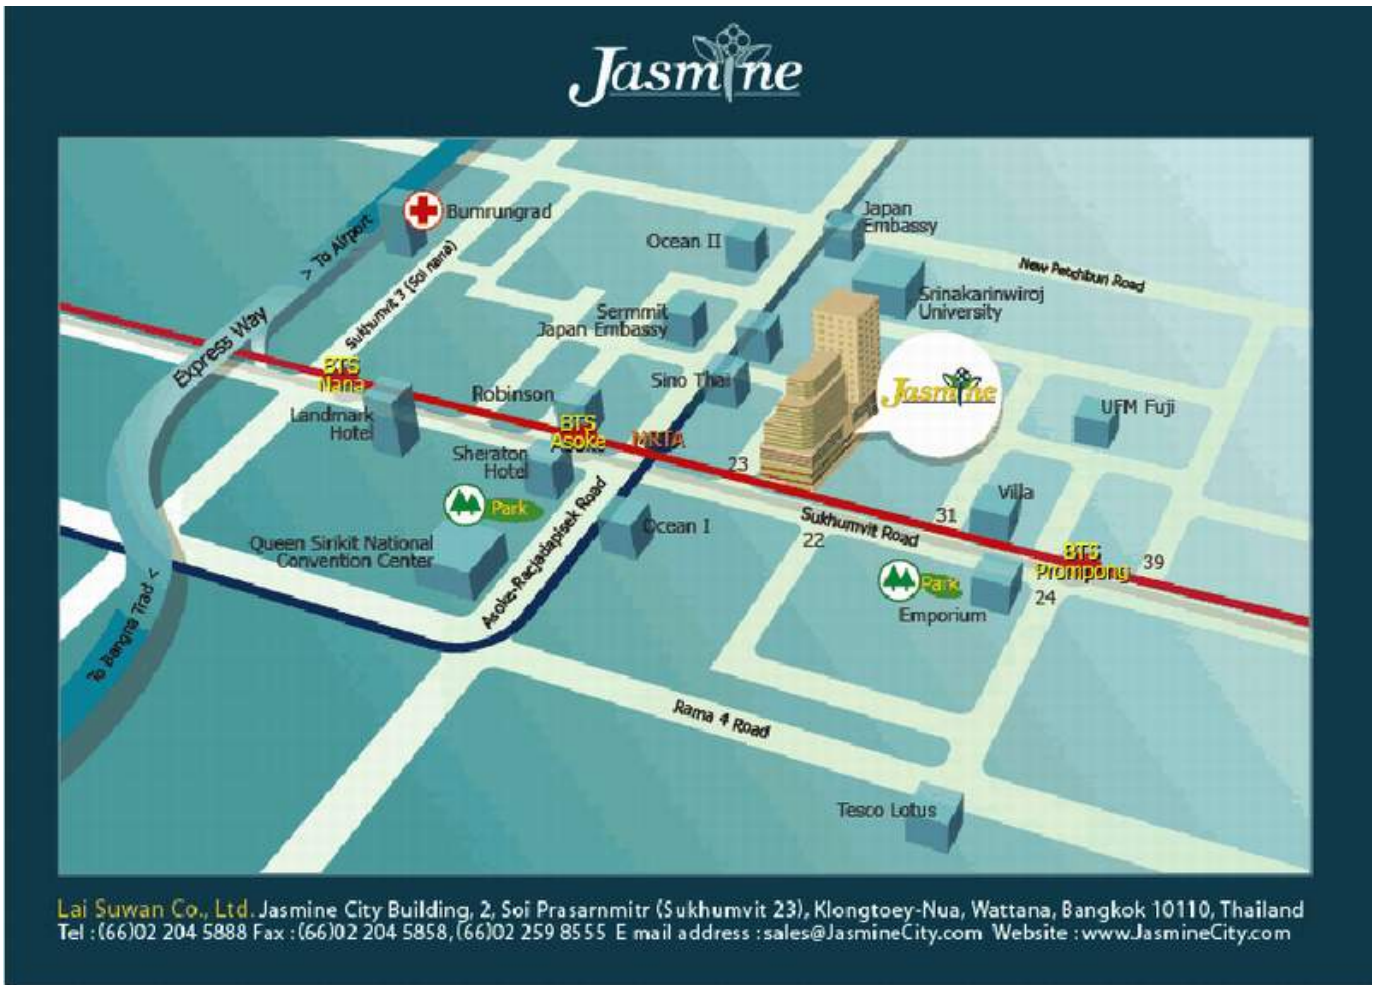 Jasmine
Bumrungrad
> To Airport
Sukhumvit 3 (Soi nana)
Express Way
Ocean II
Japan
Embassy
New Petchburi Road
Srinakarinwiroj
University
Sermmit
Japan Embassy
BTS
Nana
Landmark
Hotel
Robinson
Sino Thai
Jasmine
UFM Fuji
BTS
Asoke
MRTA
Sheraton
Hotel
23
Park
Villa
Queen Sirikit National
Convention Center
Asoke-Racjadapisek Road
Ocean I
Sukhumvit Road
31
22
BTS
Prompong
39
Park
24
Emporium
To Bangna Trad <
Rama 4 Road
Tesco Lotus
Lai Suwan Co., Ltd. Jasmine City Building, 2, Soi Prasarnmitr (Sukhumvit 23), Klongtoey-Nua, Wattana, Bangkok 10110, Thailand
Tel : (66)02 204 5888 Fax : (66)02 204 5858, (66)02 259 8555 E mail address : sales@JasmineCity.com Website : www.JasmineCity.com